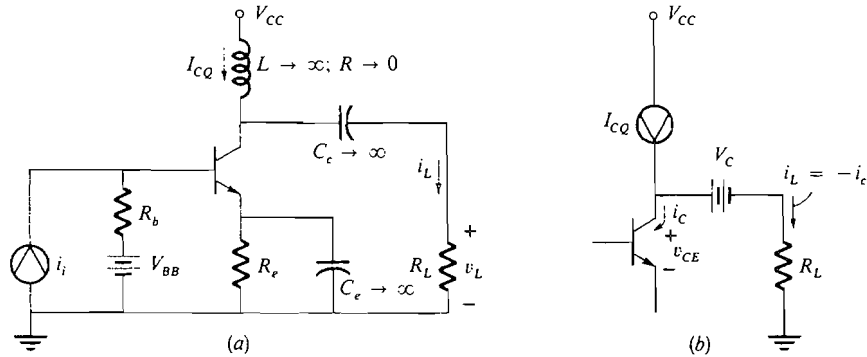 V_CC
I_CQ L → ∞; R → 0
C_c → ∞
i_L
R_b
i_i
V_BB
R_e
C_e → ∞
R_L
+
v_L
−
(a)
V_CC
I_CQ
V_C
i_L = −i_c
i_C
+
v_CE
−
R_L
(b)